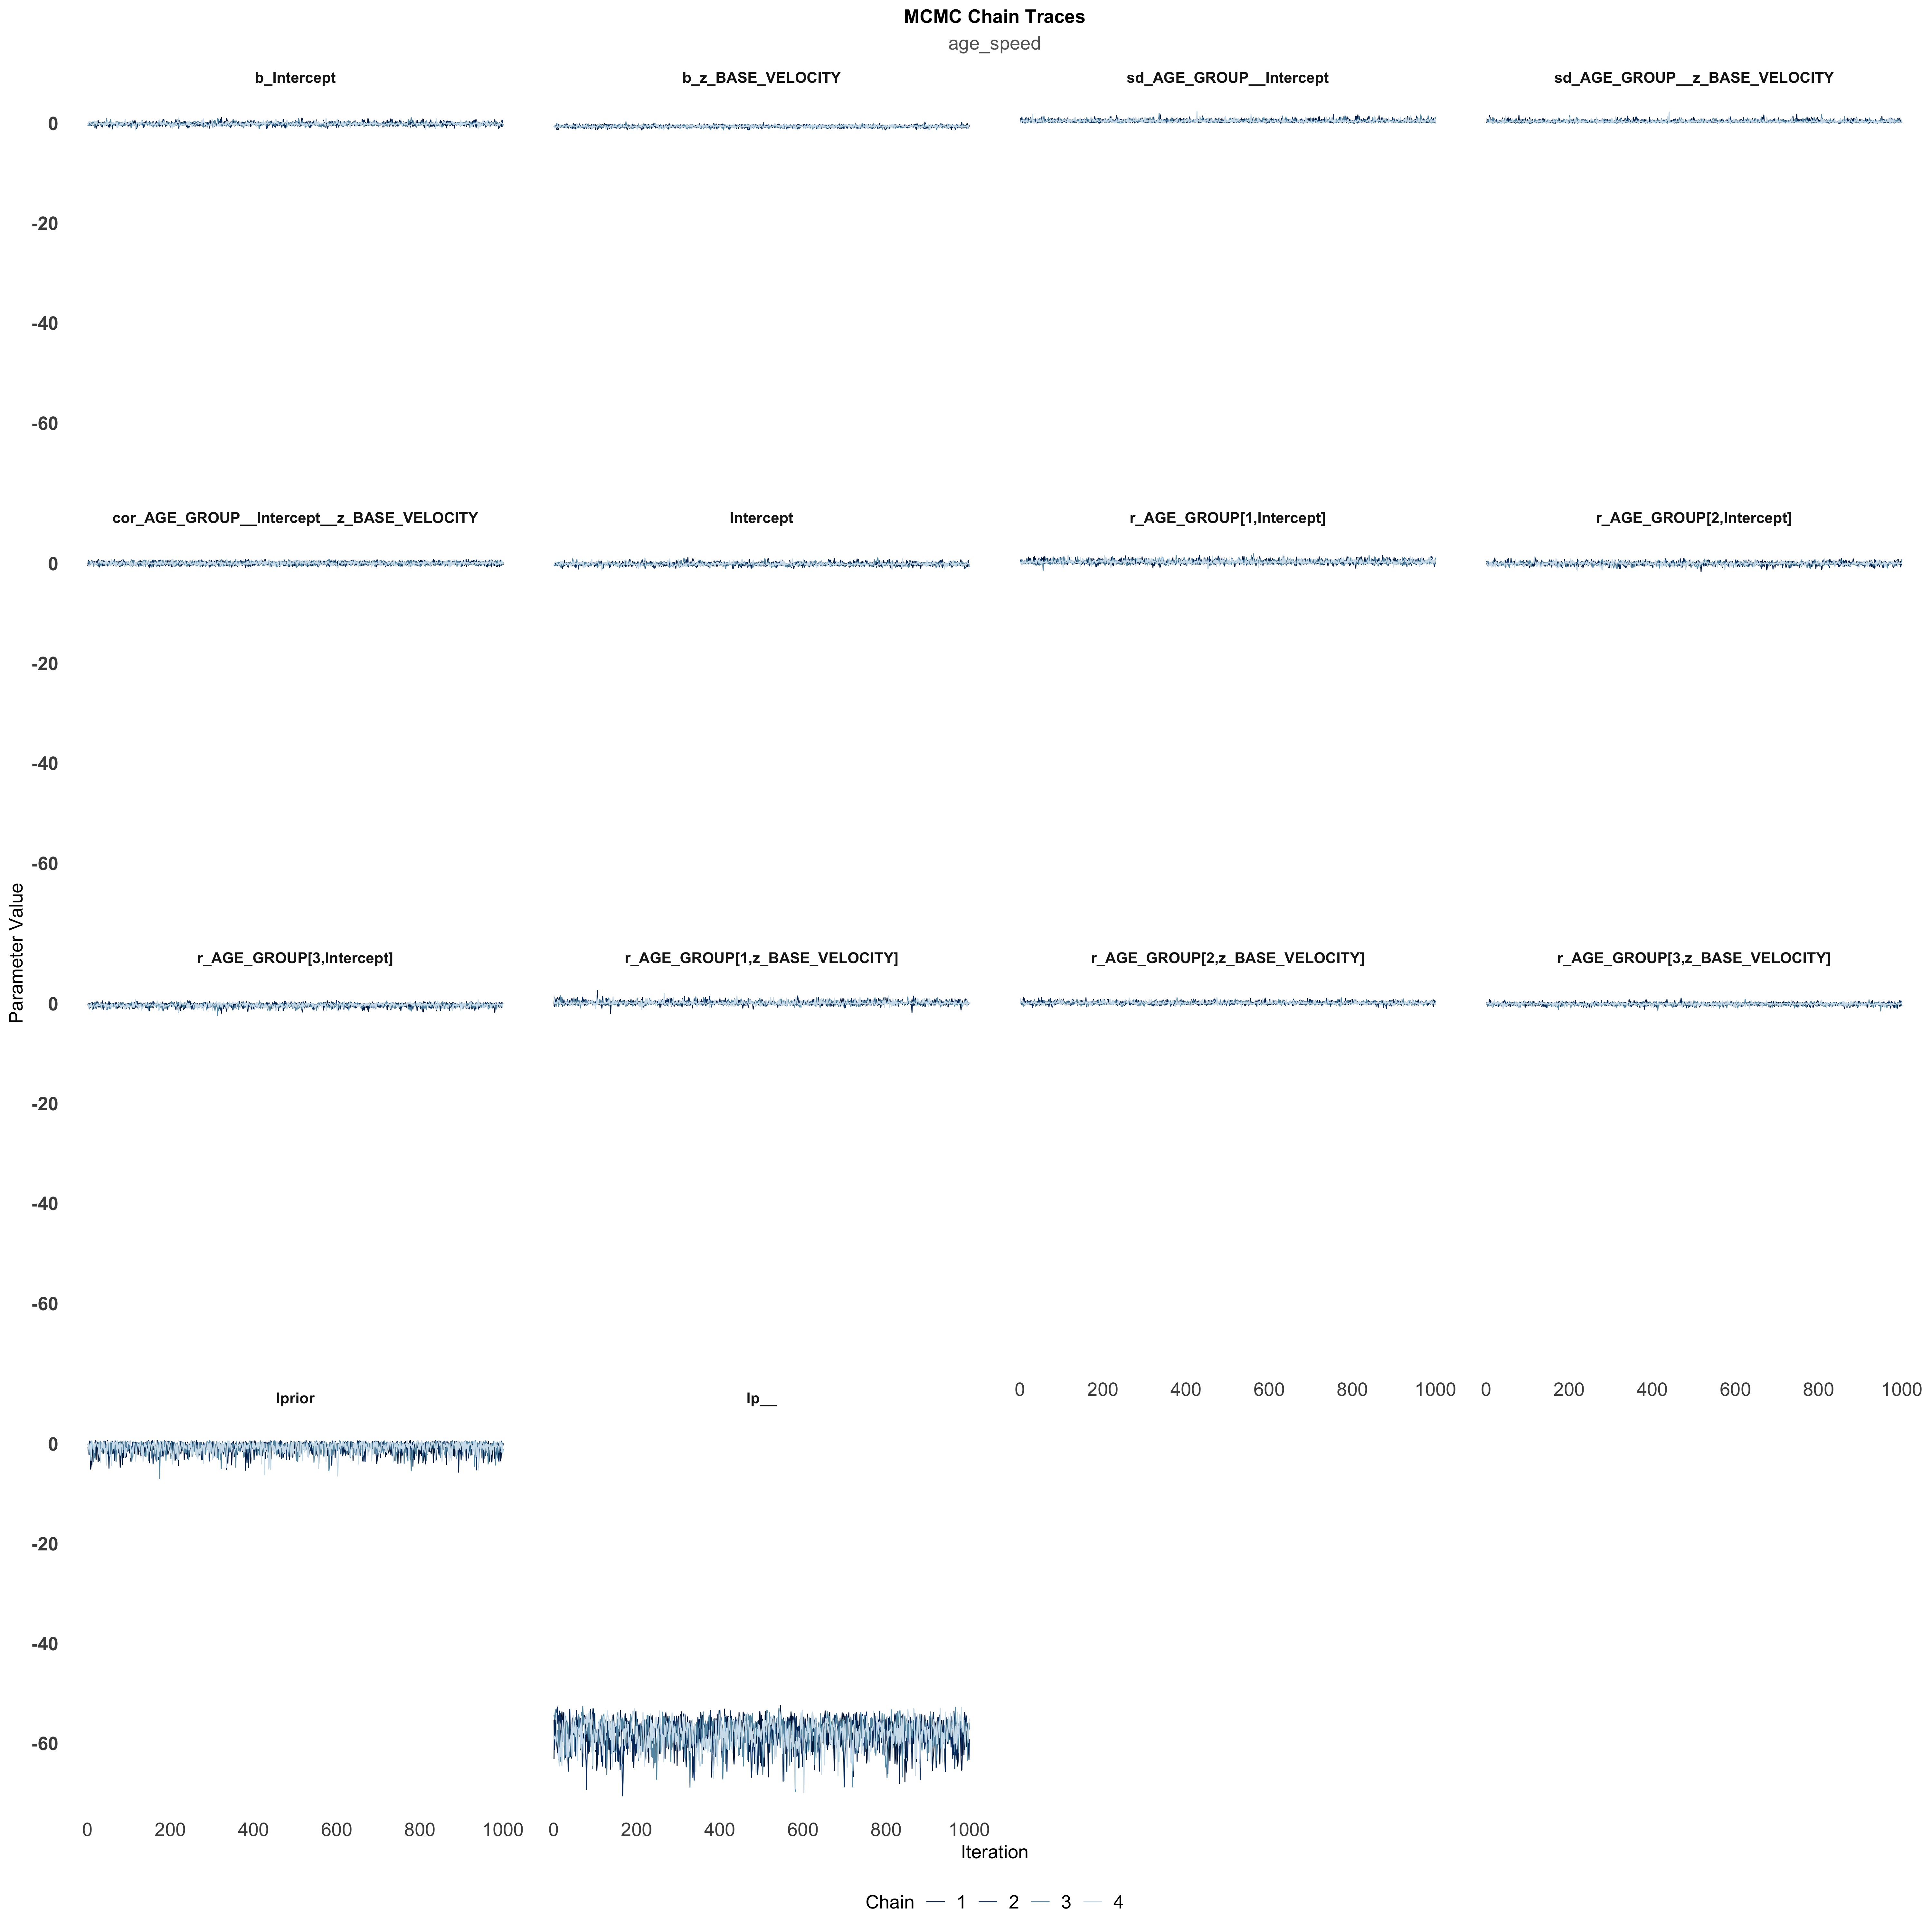 MCMC Chain Traces
age_speed
b_Intercept
b_z_BASE_VELOCITY
sd_AGE_GROUP__Intercept
sd_AGE_GROUP__z_BASE_VELOCITY
0
-20
-40
-60
cor_AGE_GROUP__Intercept__z_BASE_VELOCITY
Intercept
r_AGE_GROUP[1,Intercept]
r_AGE_GROUP[2,Intercept]
0
-20
-40
-60
Parameter Value
r_AGE_GROUP[3,Intercept]
r_AGE_GROUP[1,z_BASE_VELOCITY]
r_AGE_GROUP[2,z_BASE_VELOCITY]
r_AGE_GROUP[3,z_BASE_VELOCITY]
0
-20
-40
-60
0 200 400 600 800 1000
0 200 400 600 800 1000
lprior
lp__
0
-20
-40
-60
0 200 400 600 800 1000
0 200 400 600 800 1000
Iteration
Chain 1 2 3 4